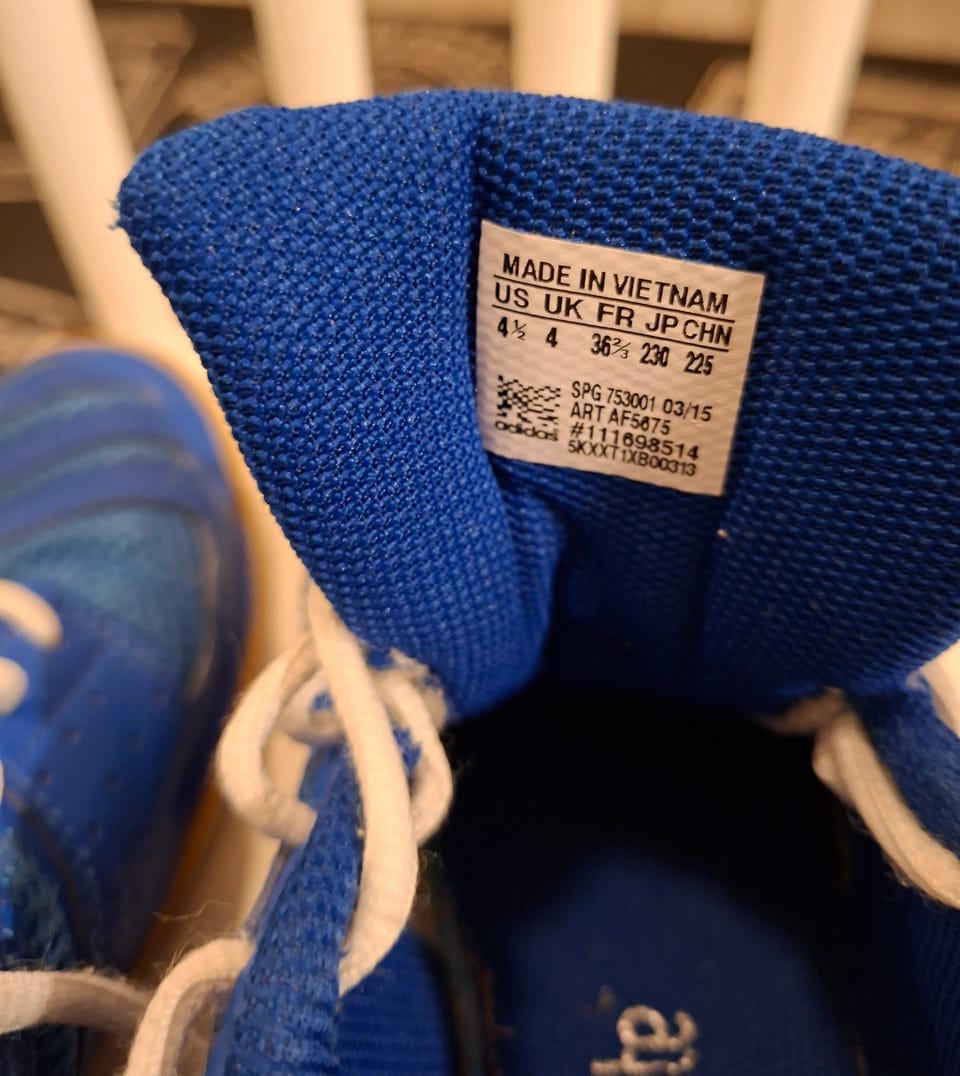 MADE IN VIETNAM
US UK FR JP CHN
4½ 4 36⅔ 230 225
SPG 753001 03/15
ART AF5675
#111698514
5KXXT1XB00313
adidas